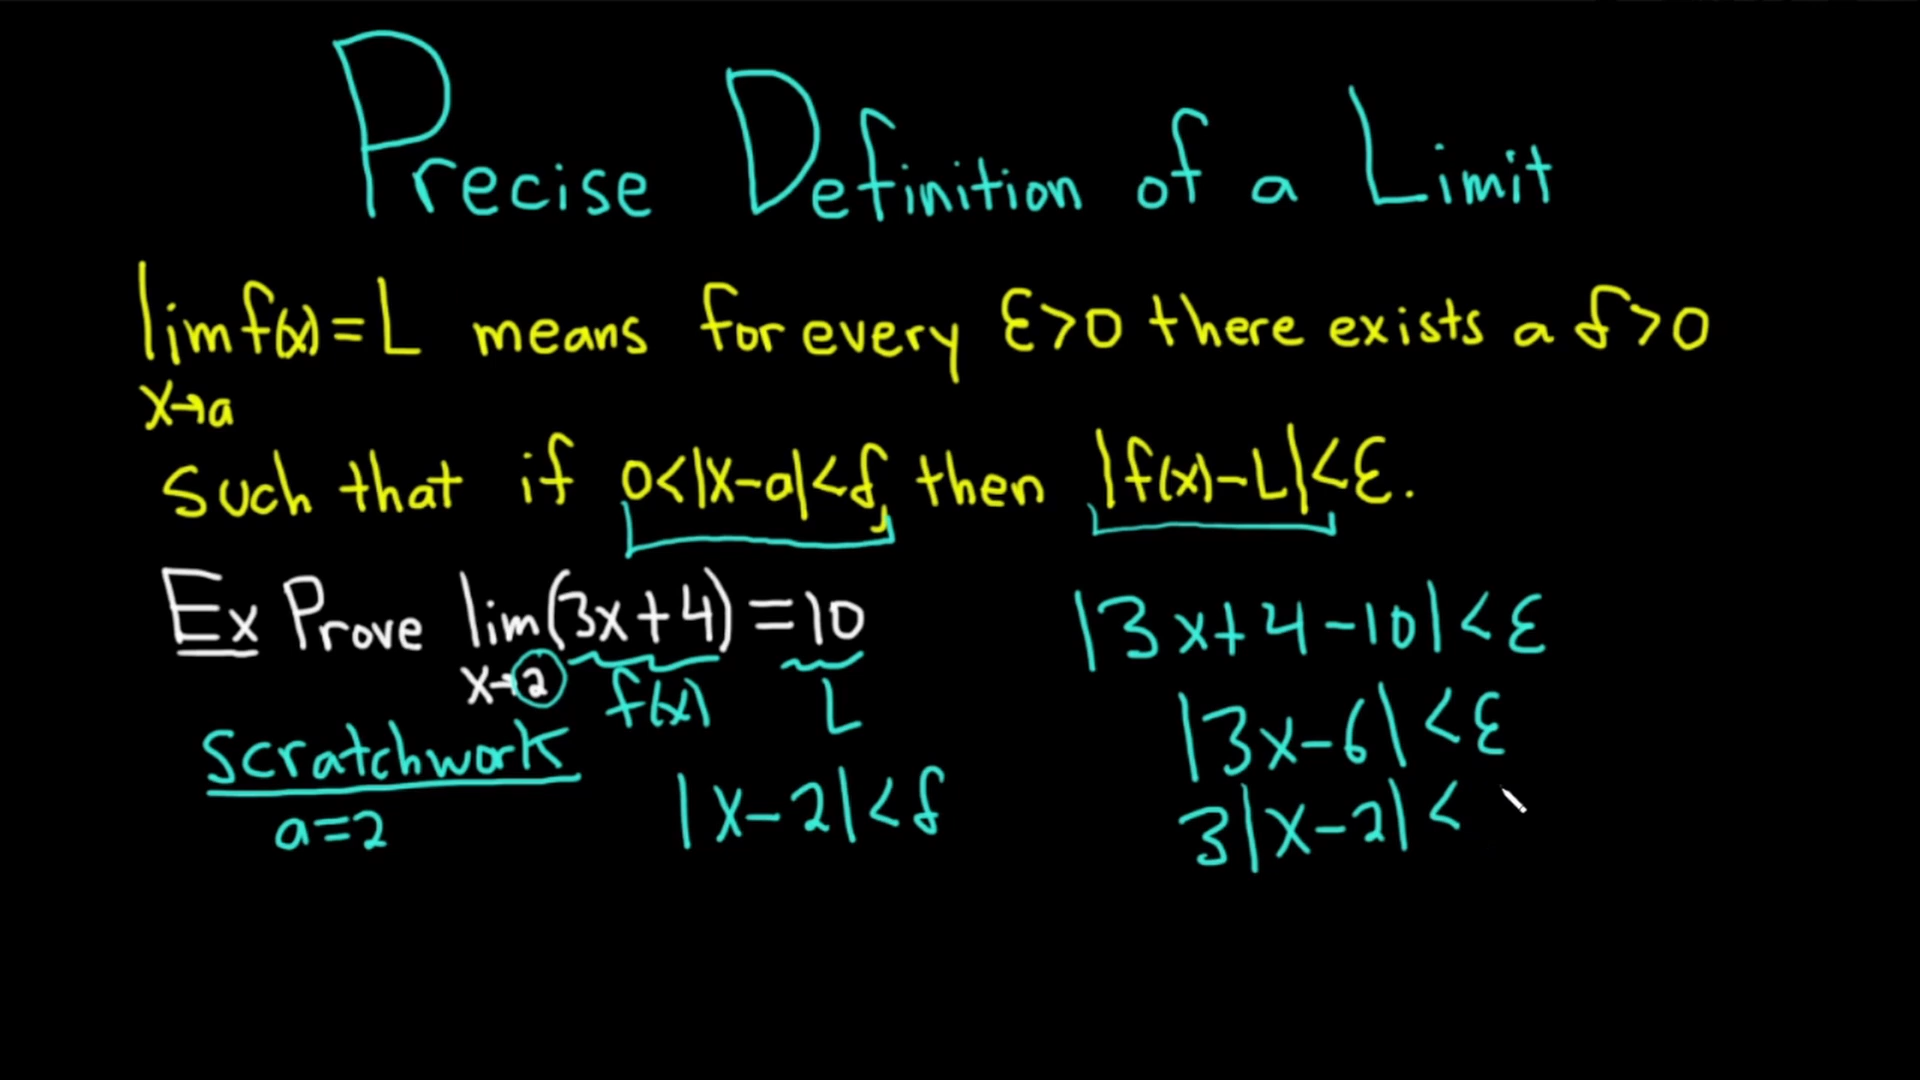 Precise Definition of a Limit
lim f(x) = L means for every ε>0 there exists a δ>0
x→a
Such that if 0<|x-a|<δ, then |f(x)-L|<ε.
Ex Prove lim (3x+4) = 10
x→2
f(x) L
|3x+4-10|<ε
|3x-6|<ε
3|x-2|<
Scratchwork
a=2
|x-2|<δ